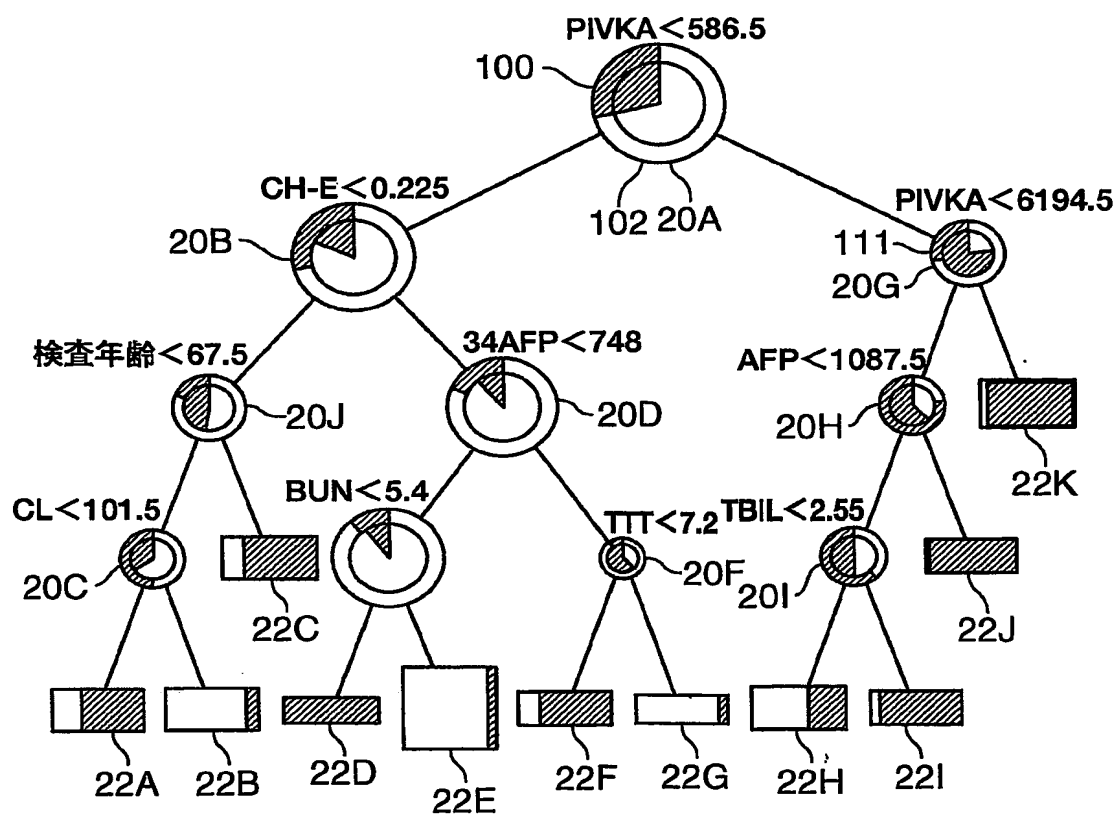 PIVKA<586.5
100
CH-E<0.225
102 20A
PIVKA<6194.5
20B
111
20G
検査年齢<67.5
34AFP<748
AFP<1087.5
20J
20D
20H
22K
CL<101.5
BUN<5.4
TTT<7.2
TBIL<2.55
20C
20F
20I
22C
22J
22A
22B
22D
22E
22F
22G
22H
22I